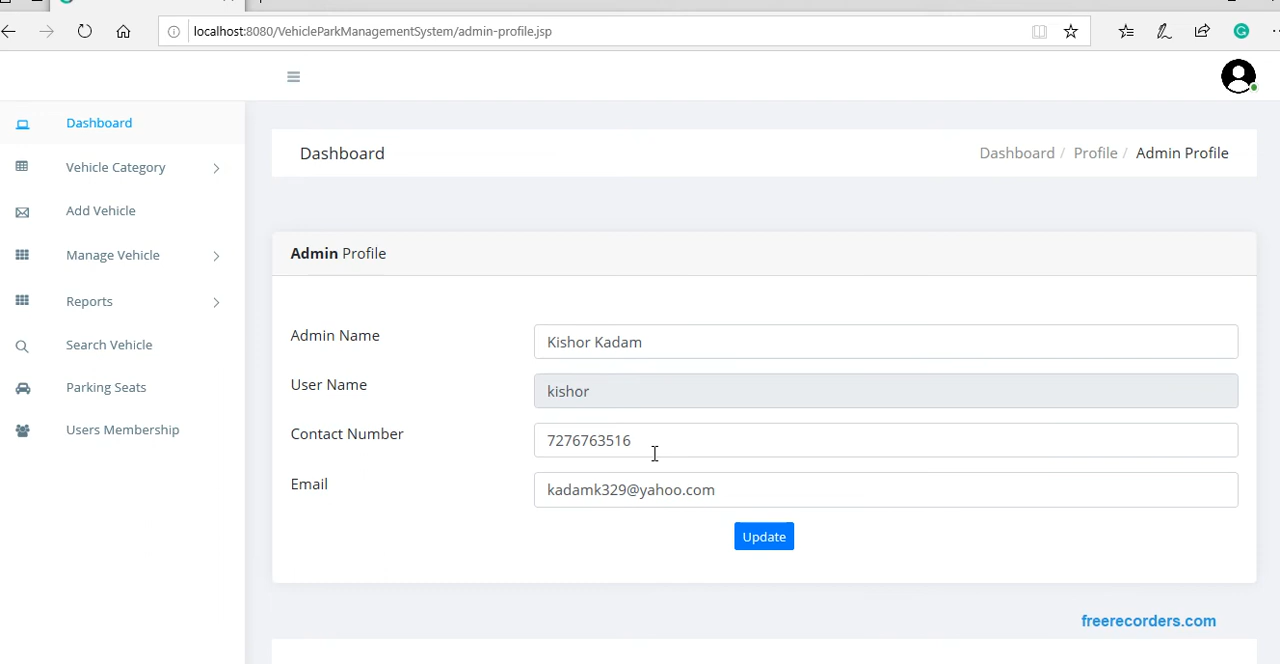 localhost:8080/VehicleParkManagementSystem/admin-profile.jsp
Dashboard
Vehicle Category
Add Vehicle
Manage Vehicle
Reports
Search Vehicle
Parking Seats
Users Membership
Dashboard
Dashboard / Profile / Admin Profile
Admin Profile
Admin Name
Kishor Kadam
User Name
kishor
Contact Number
7276763516
Email
kadamk329@yahoo.com
Update
freerecorders.com